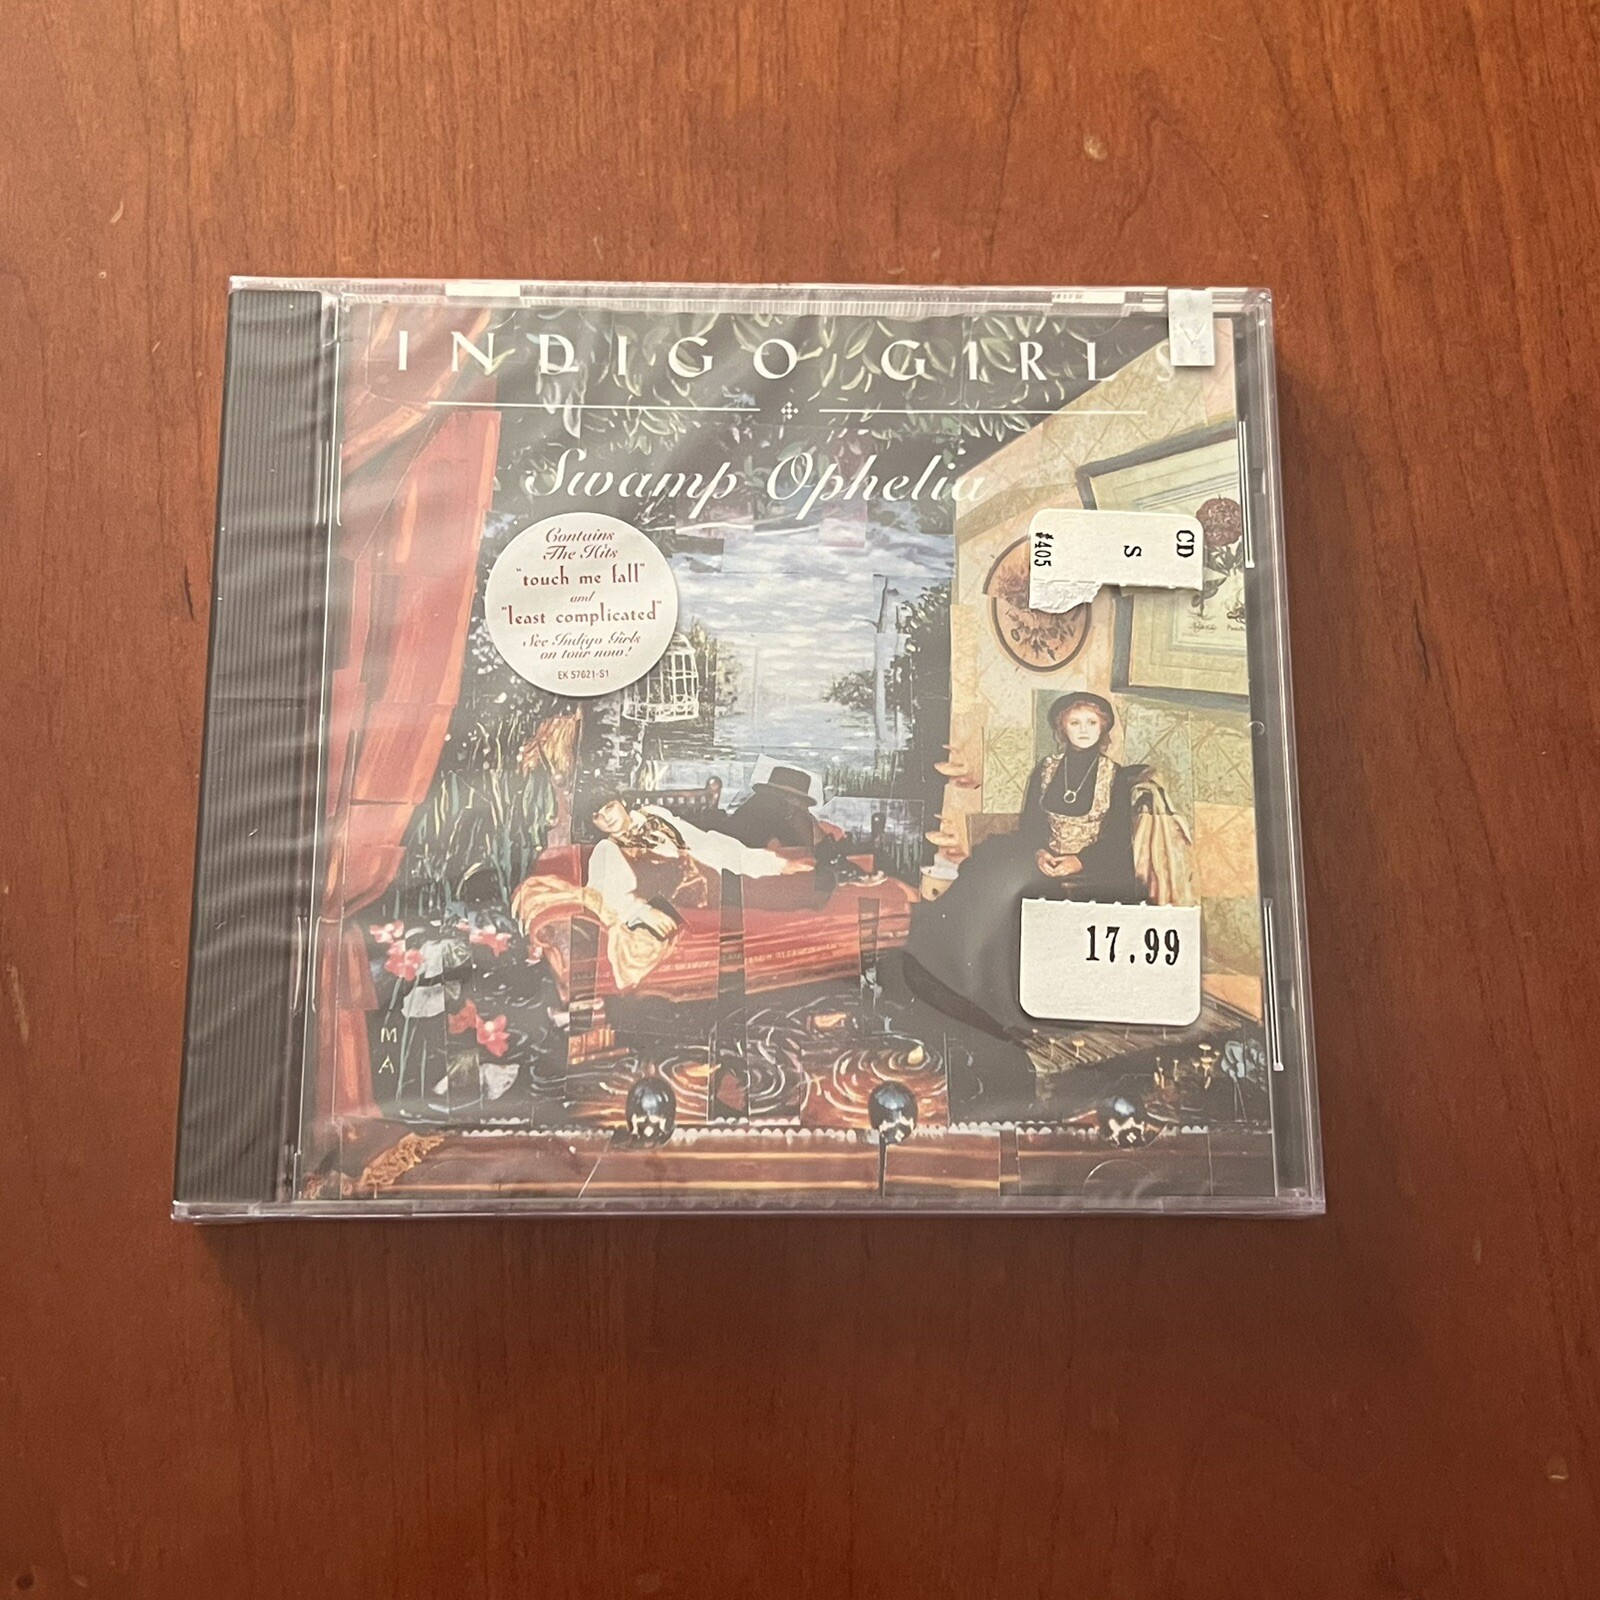 INDIGO GIRLS
Swamp Ophelia
Contains
The Hits
"touch me fall"
and
"least complicated"
See Indigo Girls
on tour now!
EK 57621-S1
CD
S
#405
17.99
M
A